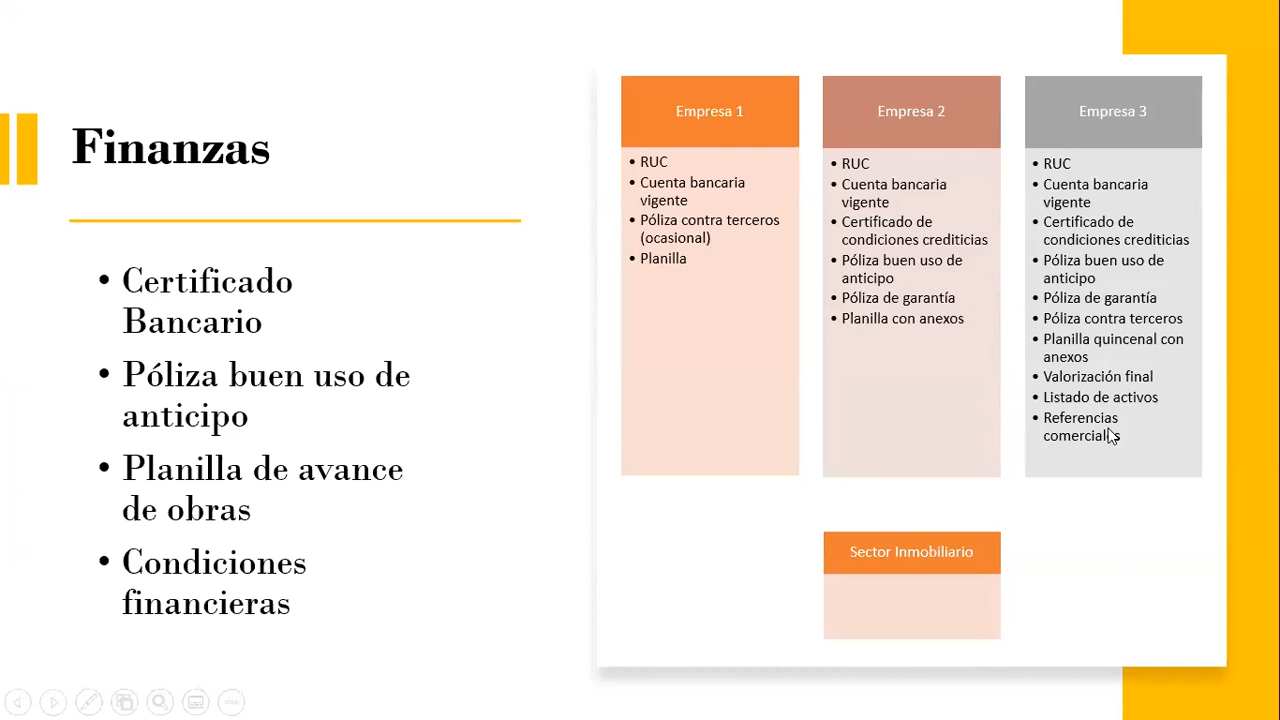 Finanzas
• Certificado
Bancario
• Póliza buen uso de
anticipo
• Planilla de avance
de obras
• Condiciones
financieras
Empresa 1
• RUC
• Cuenta bancaria
vigente
• Póliza contra terceros
(ocasional)
• Planilla
Empresa 2
• RUC
• Cuenta bancaria
vigente
• Certificado de
condiciones crediticias
• Póliza buen uso de
anticipo
• Póliza de garantía
• Planilla con anexos
Empresa 3
• RUC
• Cuenta bancaria
vigente
• Certificado de
condiciones crediticias
• Póliza buen uso de
anticipo
• Póliza de garantía
• Póliza contra terceros
• Planilla quincenal con
anexos
• Valorización final
• Listado de activos
• Referencias
comerciales
Sector Inmobiliario